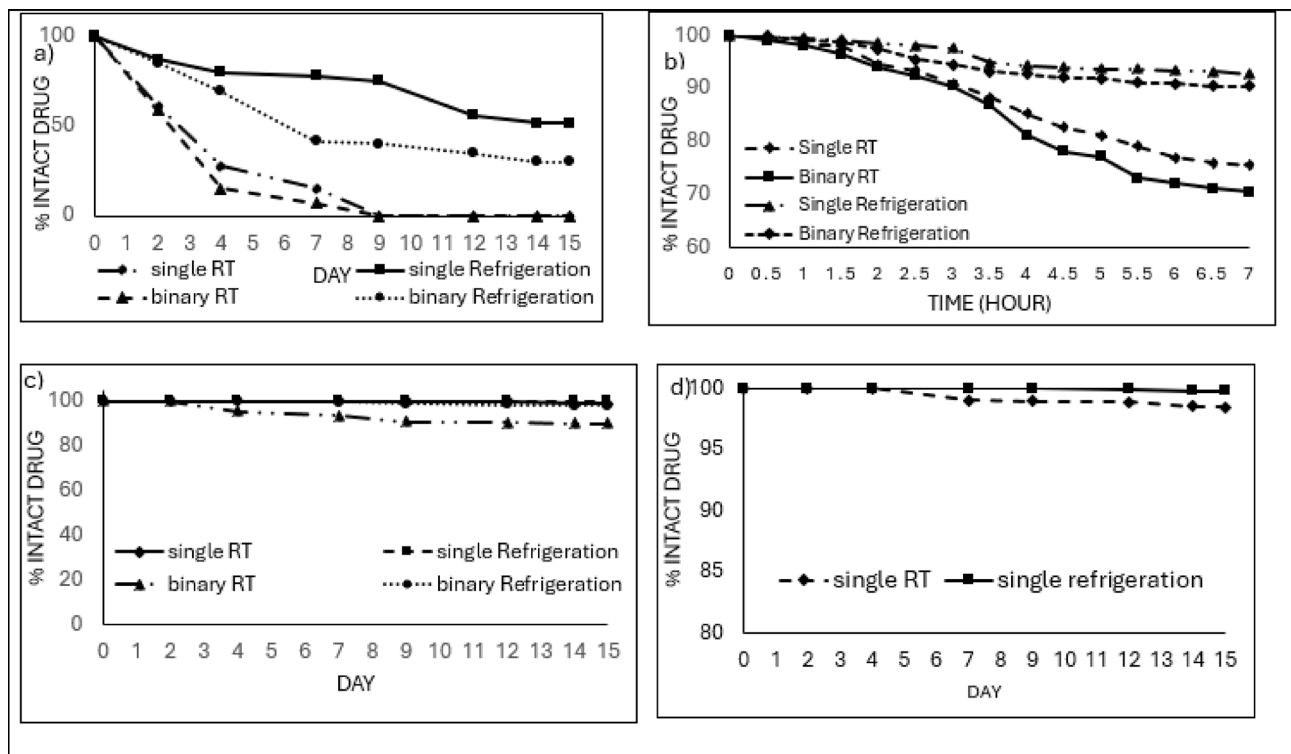 a)
% INTACT DRUG
100
50
0
0 1 2 3 4 6 7 8 9 10 11 12 13 14 15
DAY
single RT
single Refrigeration
binary RT
binary Refrigeration
b)
% INTACT DRUG
100
90
80
70
60
Single RT
Binary RT
Single Refrigeration
Binary Refrigeration
0 0.5 1 1.5 2 2.5 3 3.5 4 4.5 5 5.5 6 6.5 7
TIME (HOUR)
c)
% INTACT DRUG
100
80
60
40
20
0
single RT
single Refrigeration
binary RT
binary Refrigeration
0 1 2 3 4 6 7 8 9 10 11 12 13 14 15
DAY
d)
% INTACT DRUG
100
95
90
85
80
single RT
single refrigeration
0 1 2 3 4 5 6 7 8 9 10 11 12 13 14 15
DAY